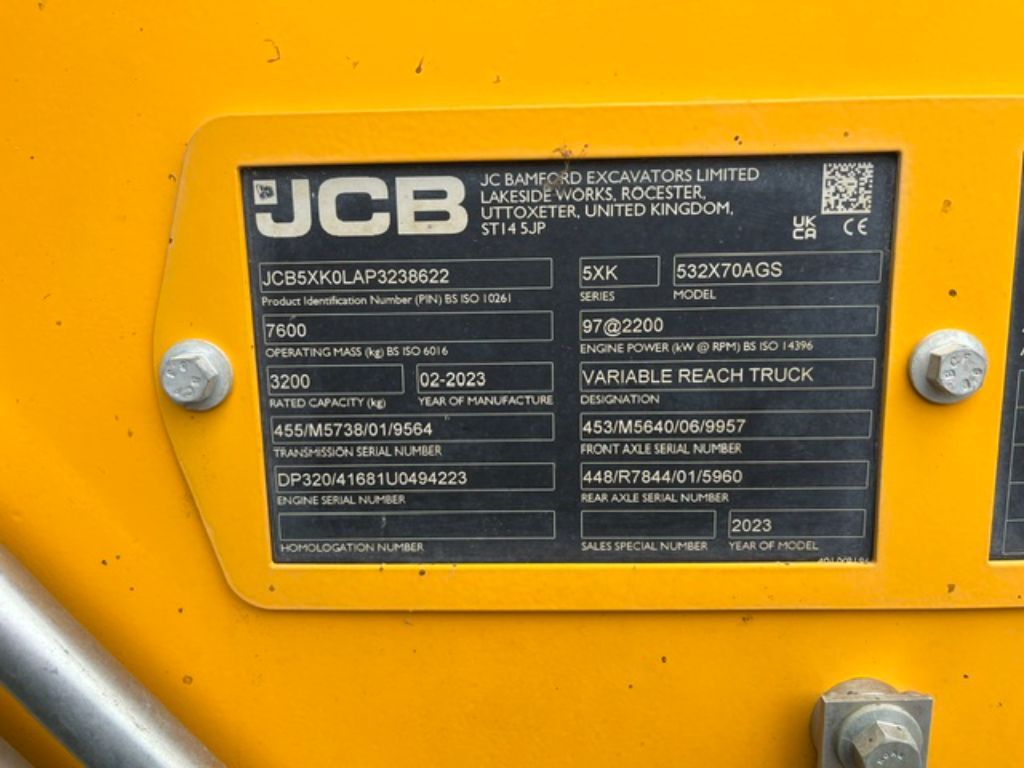 JCB
JC BAMFORD EXCAVATORS LIMITED
LAKESIDE WORKS, ROCESTER,
UTTOXETER, UNITED KINGDOM,
ST14 5JP
UK
CA
CE
JCB5XK0LAP3238622
Product Identification Number (PIN) BS ISO 10261
5XK
SERIES
532X70AGS
MODEL
7600
OPERATING MASS (kg) BS ISO 6016
97@2200
ENGINE POWER (kW @ RPM) BS ISO 14396
3200
RATED CAPACITY (kg)
02-2023
YEAR OF MANUFACTURE
VARIABLE REACH TRUCK
DESIGNATION
455/M5738/01/9564
TRANSMISSION SERIAL NUMBER
453/M5640/06/9957
FRONT AXLE SERIAL NUMBER
DP320/41681U0494223
ENGINE SERIAL NUMBER
448/R7844/01/5960
REAR AXLE SERIAL NUMBER
HOMOLOGATION NUMBER
SALES SPECIAL NUMBER
2023
YEAR OF MODEL